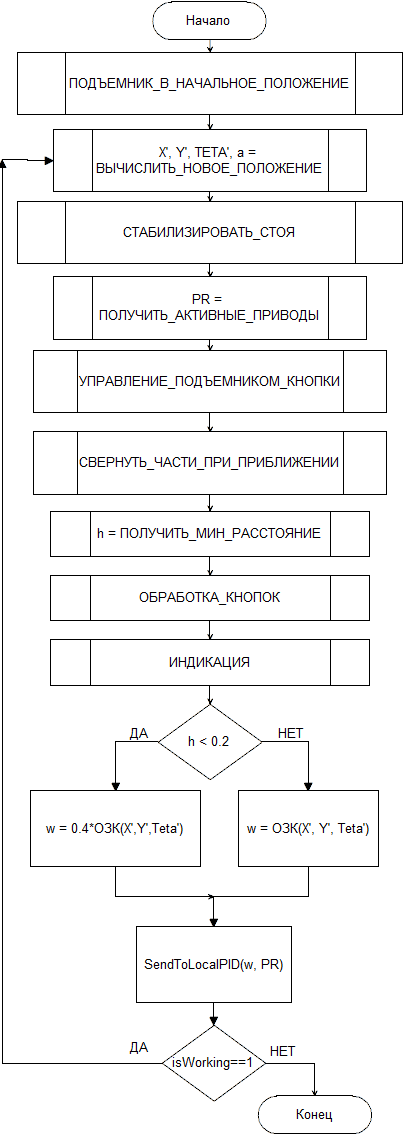 Начало
ПОДЪЕМНИК_В_НАЧАЛЬНОЕ_ПОЛОЖЕНИЕ
X', Y', TETA', a =
ВЫЧИСЛИТЬ_НОВОЕ_ПОЛОЖЕНИЕ
СТАБИЛИЗИРОВАТЬ_СТОЯ
PR =
ПОЛУЧИТЬ_АКТИВНЫЕ_ПРИВОДЫ
УПРАВЛЕНИЕ_ПОДЪЕМНИКОМ_КНОПКИ
СВЕРНУТЬ_ЧАСТИ_ПРИ_ПРИБЛИЖЕНИИ
h = ПОЛУЧИТЬ_МИН_РАССТОЯНИЕ
ОБРАБОТКА_КНОПОК
ИНДИКАЦИЯ
ДА
НЕТ
h < 0.2
w = 0.4*ОЗК(X',Y',Teta')
w = ОЗК(X', Y', Teta')
SendToLocalPID(w, PR)
ДА
НЕТ
isWorking==1
Конец